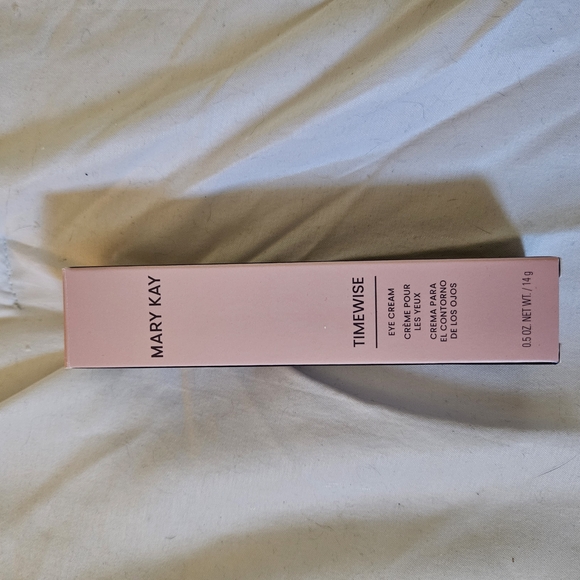 MARY KAY
TIMEWISE
EYE CREAM
CRÈME POUR
LES YEUX
CREMA PARA
EL CONTORNO
DE LOS OJOS
0.5 OZ. NET WT. / 14 g